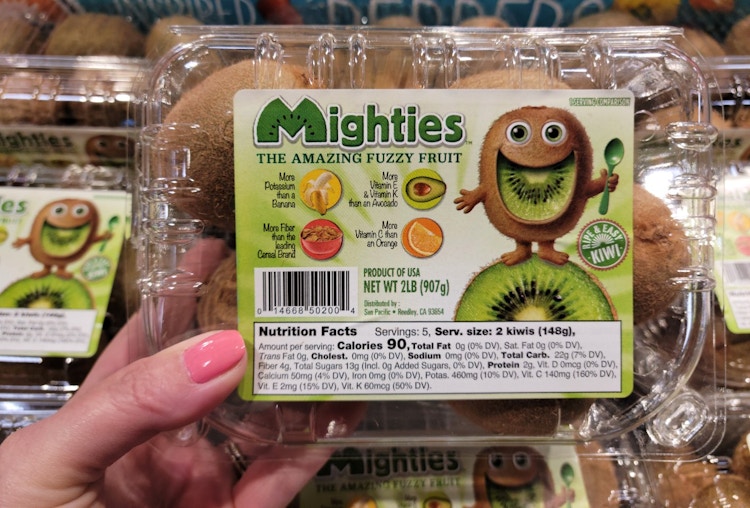 Mighties
THE AMAZING FUZZY FRUIT
SERVING COMPARISON
More
Potassium
than a
Banana
More
Vitamin E
& Vitamin K
than an Avocado
More Fiber
than the
leading
Cereal Brand
More
Vitamin C than
an Orange
RIPE & EASY
KIWI
0 14668 50200 4
PRODUCT OF USA
NET WT 2LB (907g)
Distributed by :
Sun Pacific • Reedley, CA 93654
Nutrition Facts Servings: 5, Serv. size: 2 kiwis (148g),
Amount per serving: Calories 90, Total Fat 0g (0% DV), Sat. Fat 0g (0% DV),
Trans Fat 0g, Cholest. 0mg (0% DV), Sodium 0mg (0% DV), Total Carb. 22g (7% DV),
Fiber 4g, Total Sugars 13g (Incl. 0g Added Sugars, 0% DV), Protein 2g, Vit. D 0mcg (0% DV),
Calcium 50mg (4% DV), Iron 0mg (0% DV), Potas. 460mg (10% DV), Vit. C 140mg (160% DV),
Vit. E 2mg (15% DV), Vit. K 60mcg (50% DV).
Mighties
THE AMAZING FUZZY FRUIT